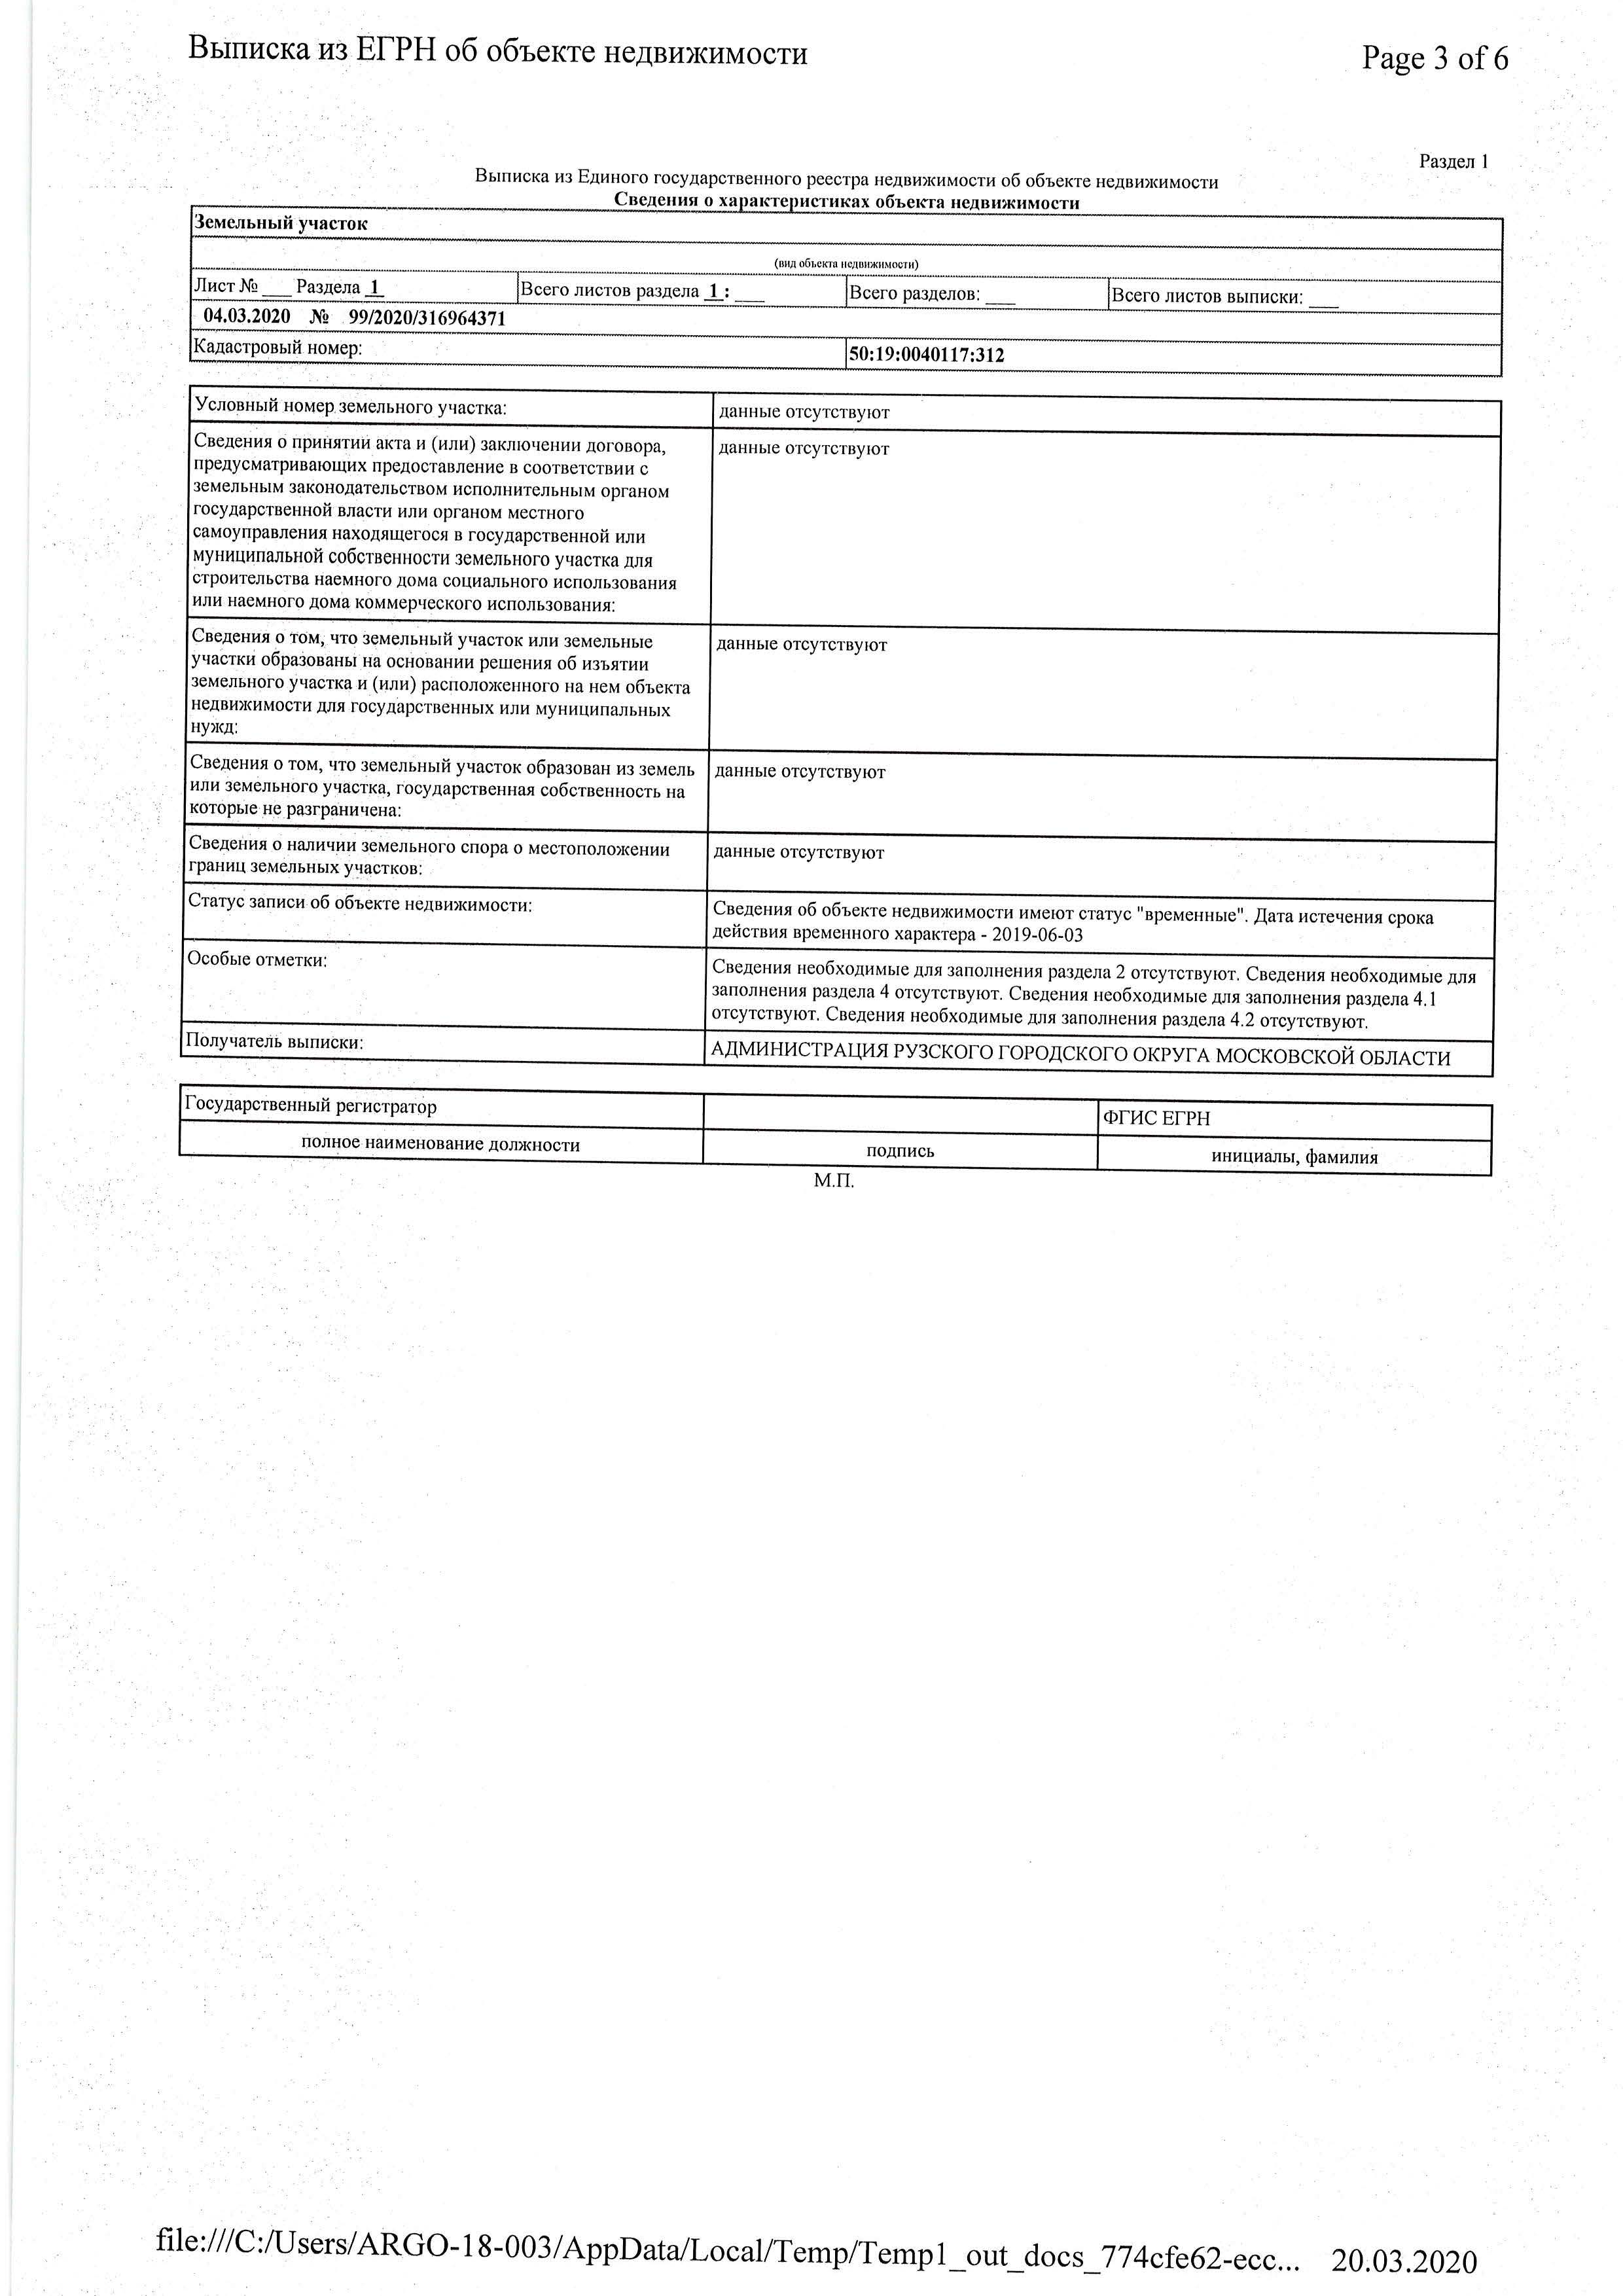 Выписка из ЕГРН об объекте недвижимости
Page 3 of 6
Раздел 1
Выписка из Единого государственного реестра недвижимости об объекте недвижимости
Сведения о характеристиках объекта недвижимости
Земельный участок
(вид объекта недвижимости)
Лист № ___ Раздела 1
Всего листов раздела 1 : ___
Всего разделов: ___
Всего листов выписки: ___
04.03.2020 № 99/2020/316964371
Кадастровый номер:
50:19:0040117:312
Условный номер земельного участка:
данные отсутствуют
Сведения о принятии акта и (или) заключении договора,
предусматривающих предоставление в соответствии с
земельным законодательством исполнительным органом
государственной власти или органом местного
самоуправления находящегося в государственной или
муниципальной собственности земельного участка для
строительства наемного дома социального использования
или наемного дома коммерческого использования:
данные отсутствуют
Сведения о том, что земельный участок или земельные
участки образованы на основании решения об изъятии
земельного участка и (или) расположенного на нем объекта
недвижимости для государственных или муниципальных
нужд:
данные отсутствуют
Сведения о том, что земельный участок образован из земель
или земельного участка, государственная собственность на
которые не разграничена:
данные отсутствуют
Сведения о наличии земельного спора о местоположении
границ земельных участков:
данные отсутствуют
Статус записи об объекте недвижимости:
Сведения об объекте недвижимости имеют статус "временные". Дата истечения срока
действия временного характера - 2019-06-03
Особые отметки:
Сведения необходимые для заполнения раздела 2 отсутствуют. Сведения необходимые для
заполнения раздела 4 отсутствуют. Сведения необходимые для заполнения раздела 4.1
отсутствуют. Сведения необходимые для заполнения раздела 4.2 отсутствуют.
Получатель выписки:
АДМИНИСТРАЦИЯ РУЗСКОГО ГОРОДСКОГО ОКРУГА МОСКОВСКОЙ ОБЛАСТИ
Государственный регистратор
ФГИС ЕГРН
полное наименование должности
подпись
инициалы, фамилия
М.П.
file:///C:/Users/ARGO-18-003/AppData/Local/Temp/Temp1_out_docs_774cfe62-ecc... 20.03.2020